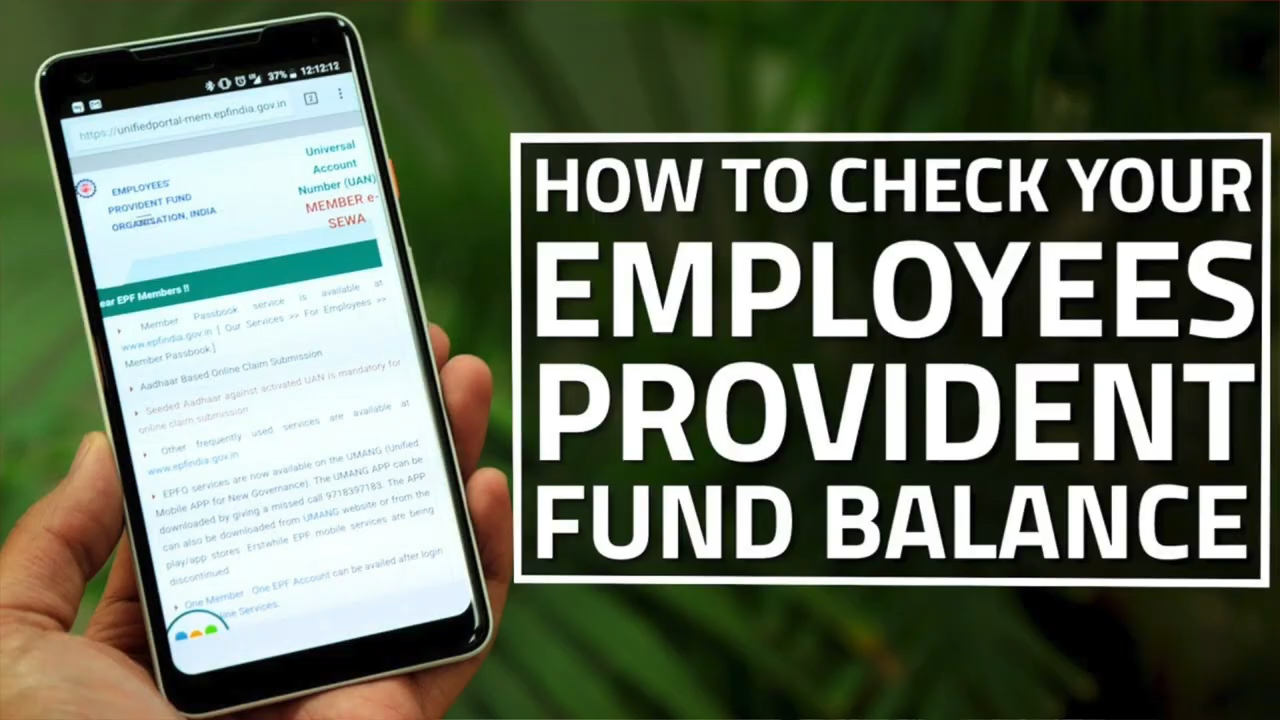 37% 12:12:12
https://unifiedportal-mem.epfindia.gov.in
2
EMPLOYEES'
PROVIDENT FUND
ORGANISATION, INDIA
Universal
Account
Number (UAN)
MEMBER e-
SEWA
ear EPF Members !!
Member Passbook service is available at
www.epfindia.gov.in [ Our Services >> For Employees >>
Member Passbook ]
Aadhaar Based Online Claim Submission
Seeded Aadhaar against activated UAN is mandatory for
online claim submission
Other frequently used services are available at
www.epfindia.gov.in
EPFO services are now available on the UMANG (Unified
Mobile APP for New Governance). The UMANG APP can be
downloaded by giving a missed call 9718397183. The APP
can also be downloaded from UMANG website or from the
play/app stores. Erstwhile EPF mobile services are being
discontinued.
One Member - One EPF Account can be availed after login
Services.
HOW TO CHECK YOUR
EMPLOYEES
PROVIDENT
FUND BALANCE